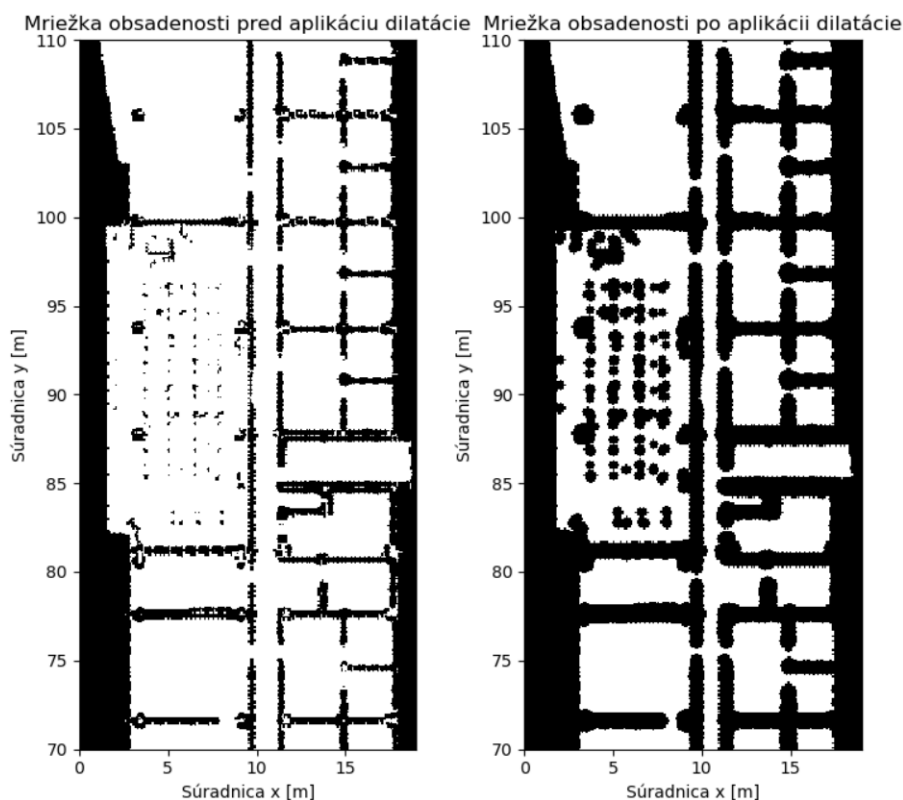 Mriežka obsadenosti pred aplikáciu dilatácie
110
105
100
95
90
85
80
75
70
0 5 10 15
Súradnica x [m]
Súradnica y [m]
Mriežka obsadenosti po aplikácii dilatácie
110
105
100
95
90
85
80
75
70
0 5 10 15
Súradnica x [m]
Súradnica y [m]